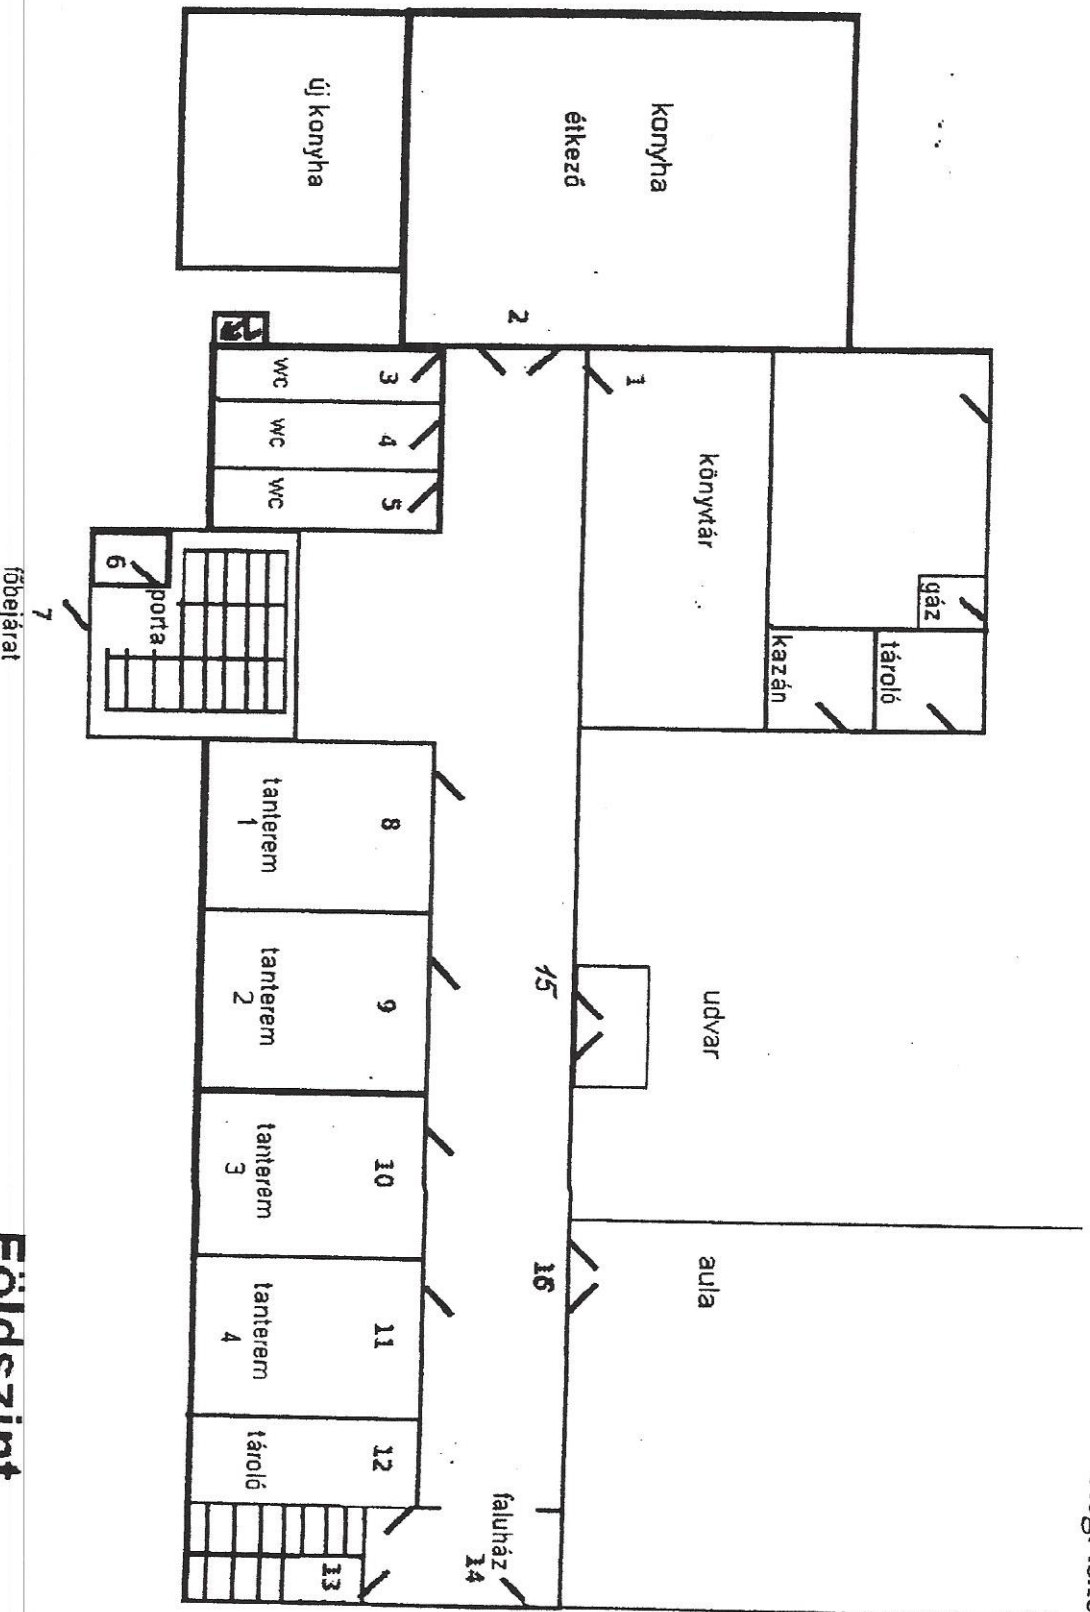 konyha
étkező
új konyha
2
1
könyvtár
gáz
tároló
kazán
3
wc
4
wc
5
wc
6
porta
7
főbejárat
8
tanterem
1
9
tanterem
2
10
tanterem
3
11
tanterem
4
12
tároló
13
faluház
14
15
udvar
16
aula
Földszint